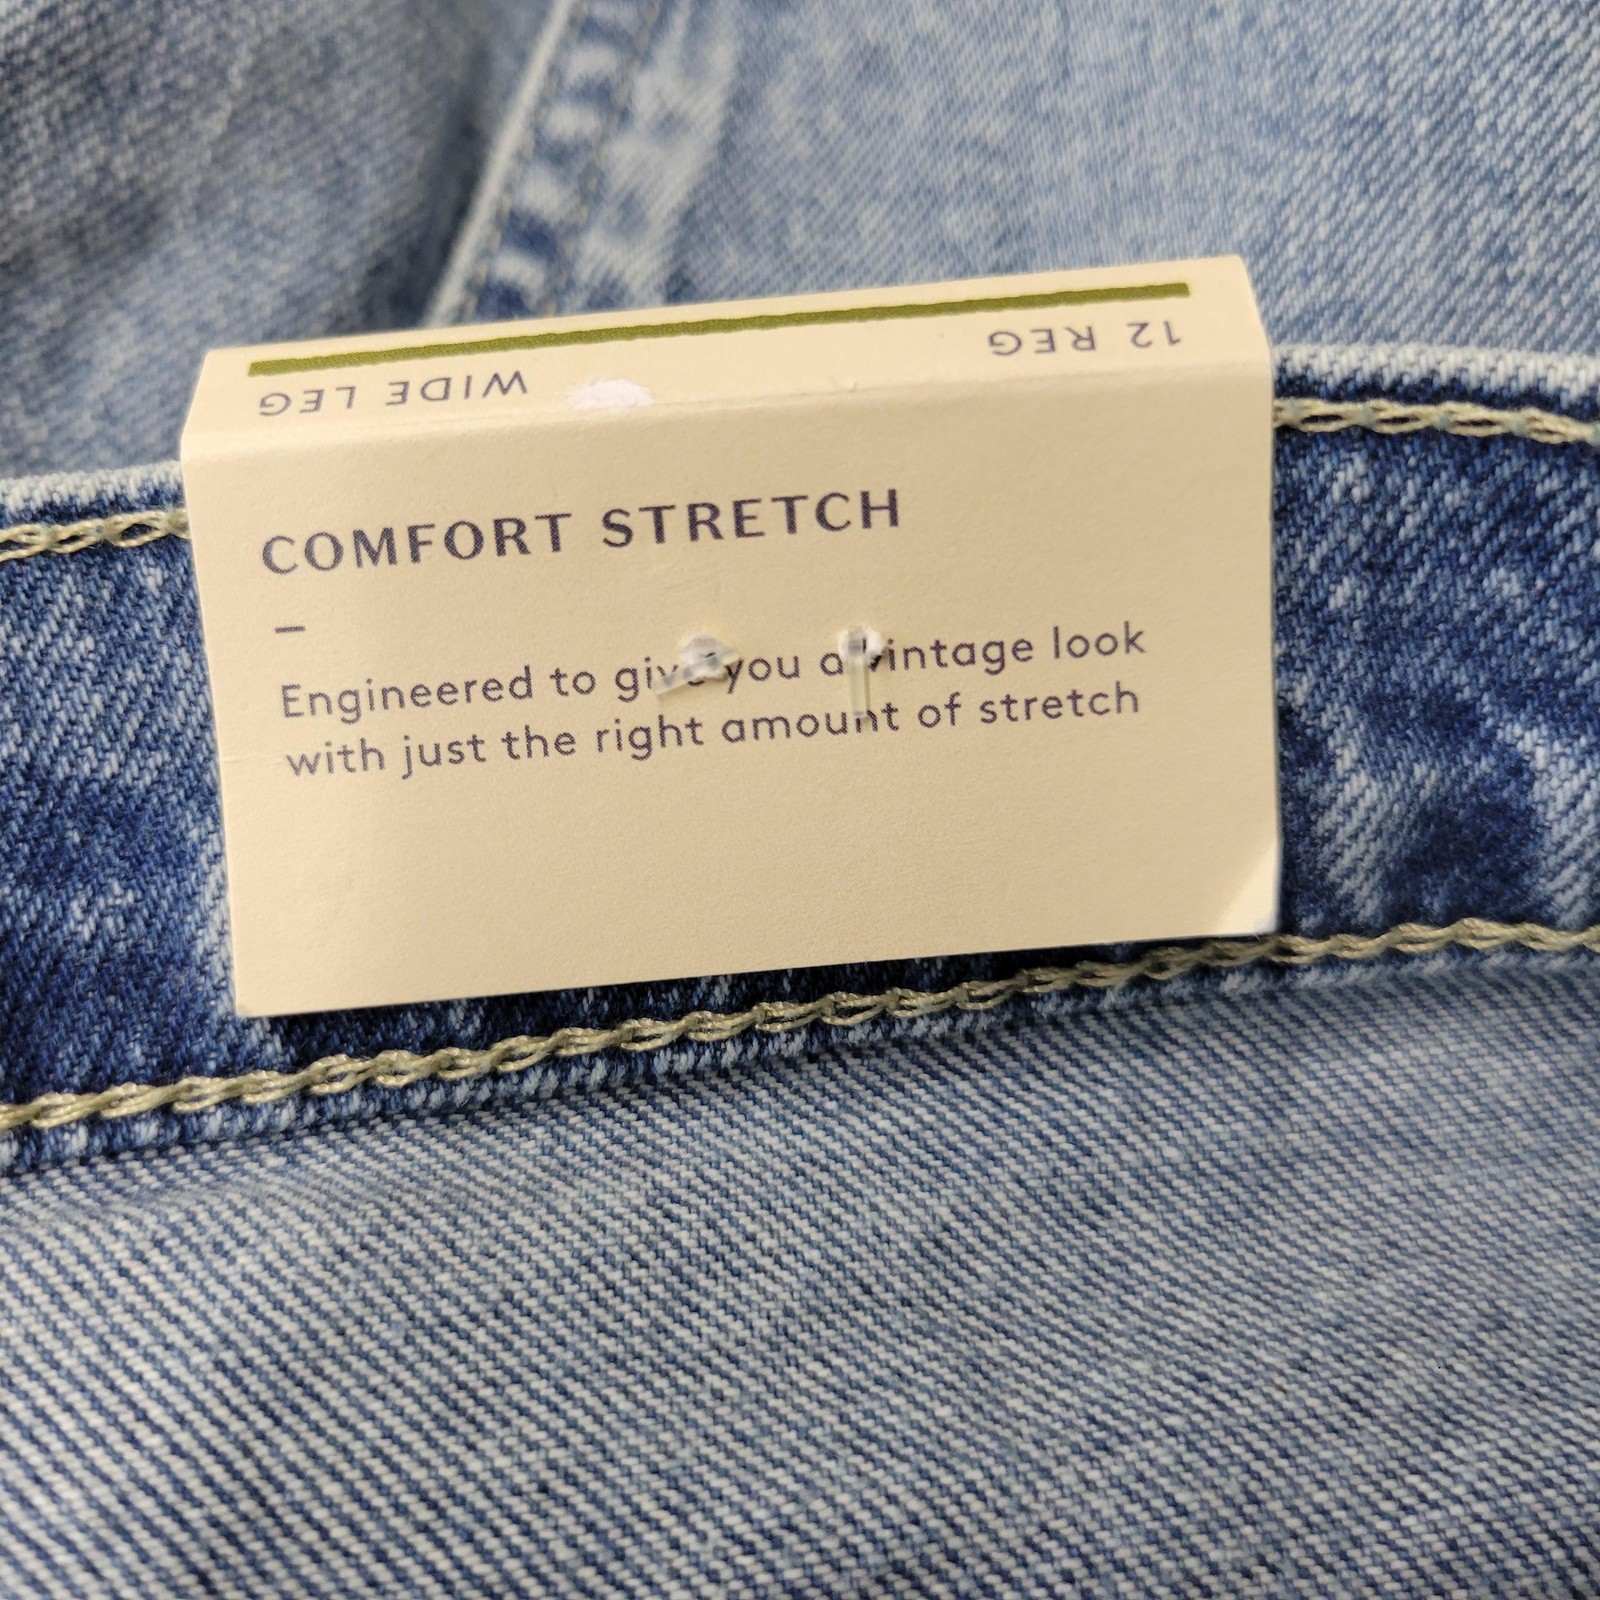 12 REG
WIDE LEG
COMFORT STRETCH
–
Engineered to give you a vintage look
with just the right amount of stretch